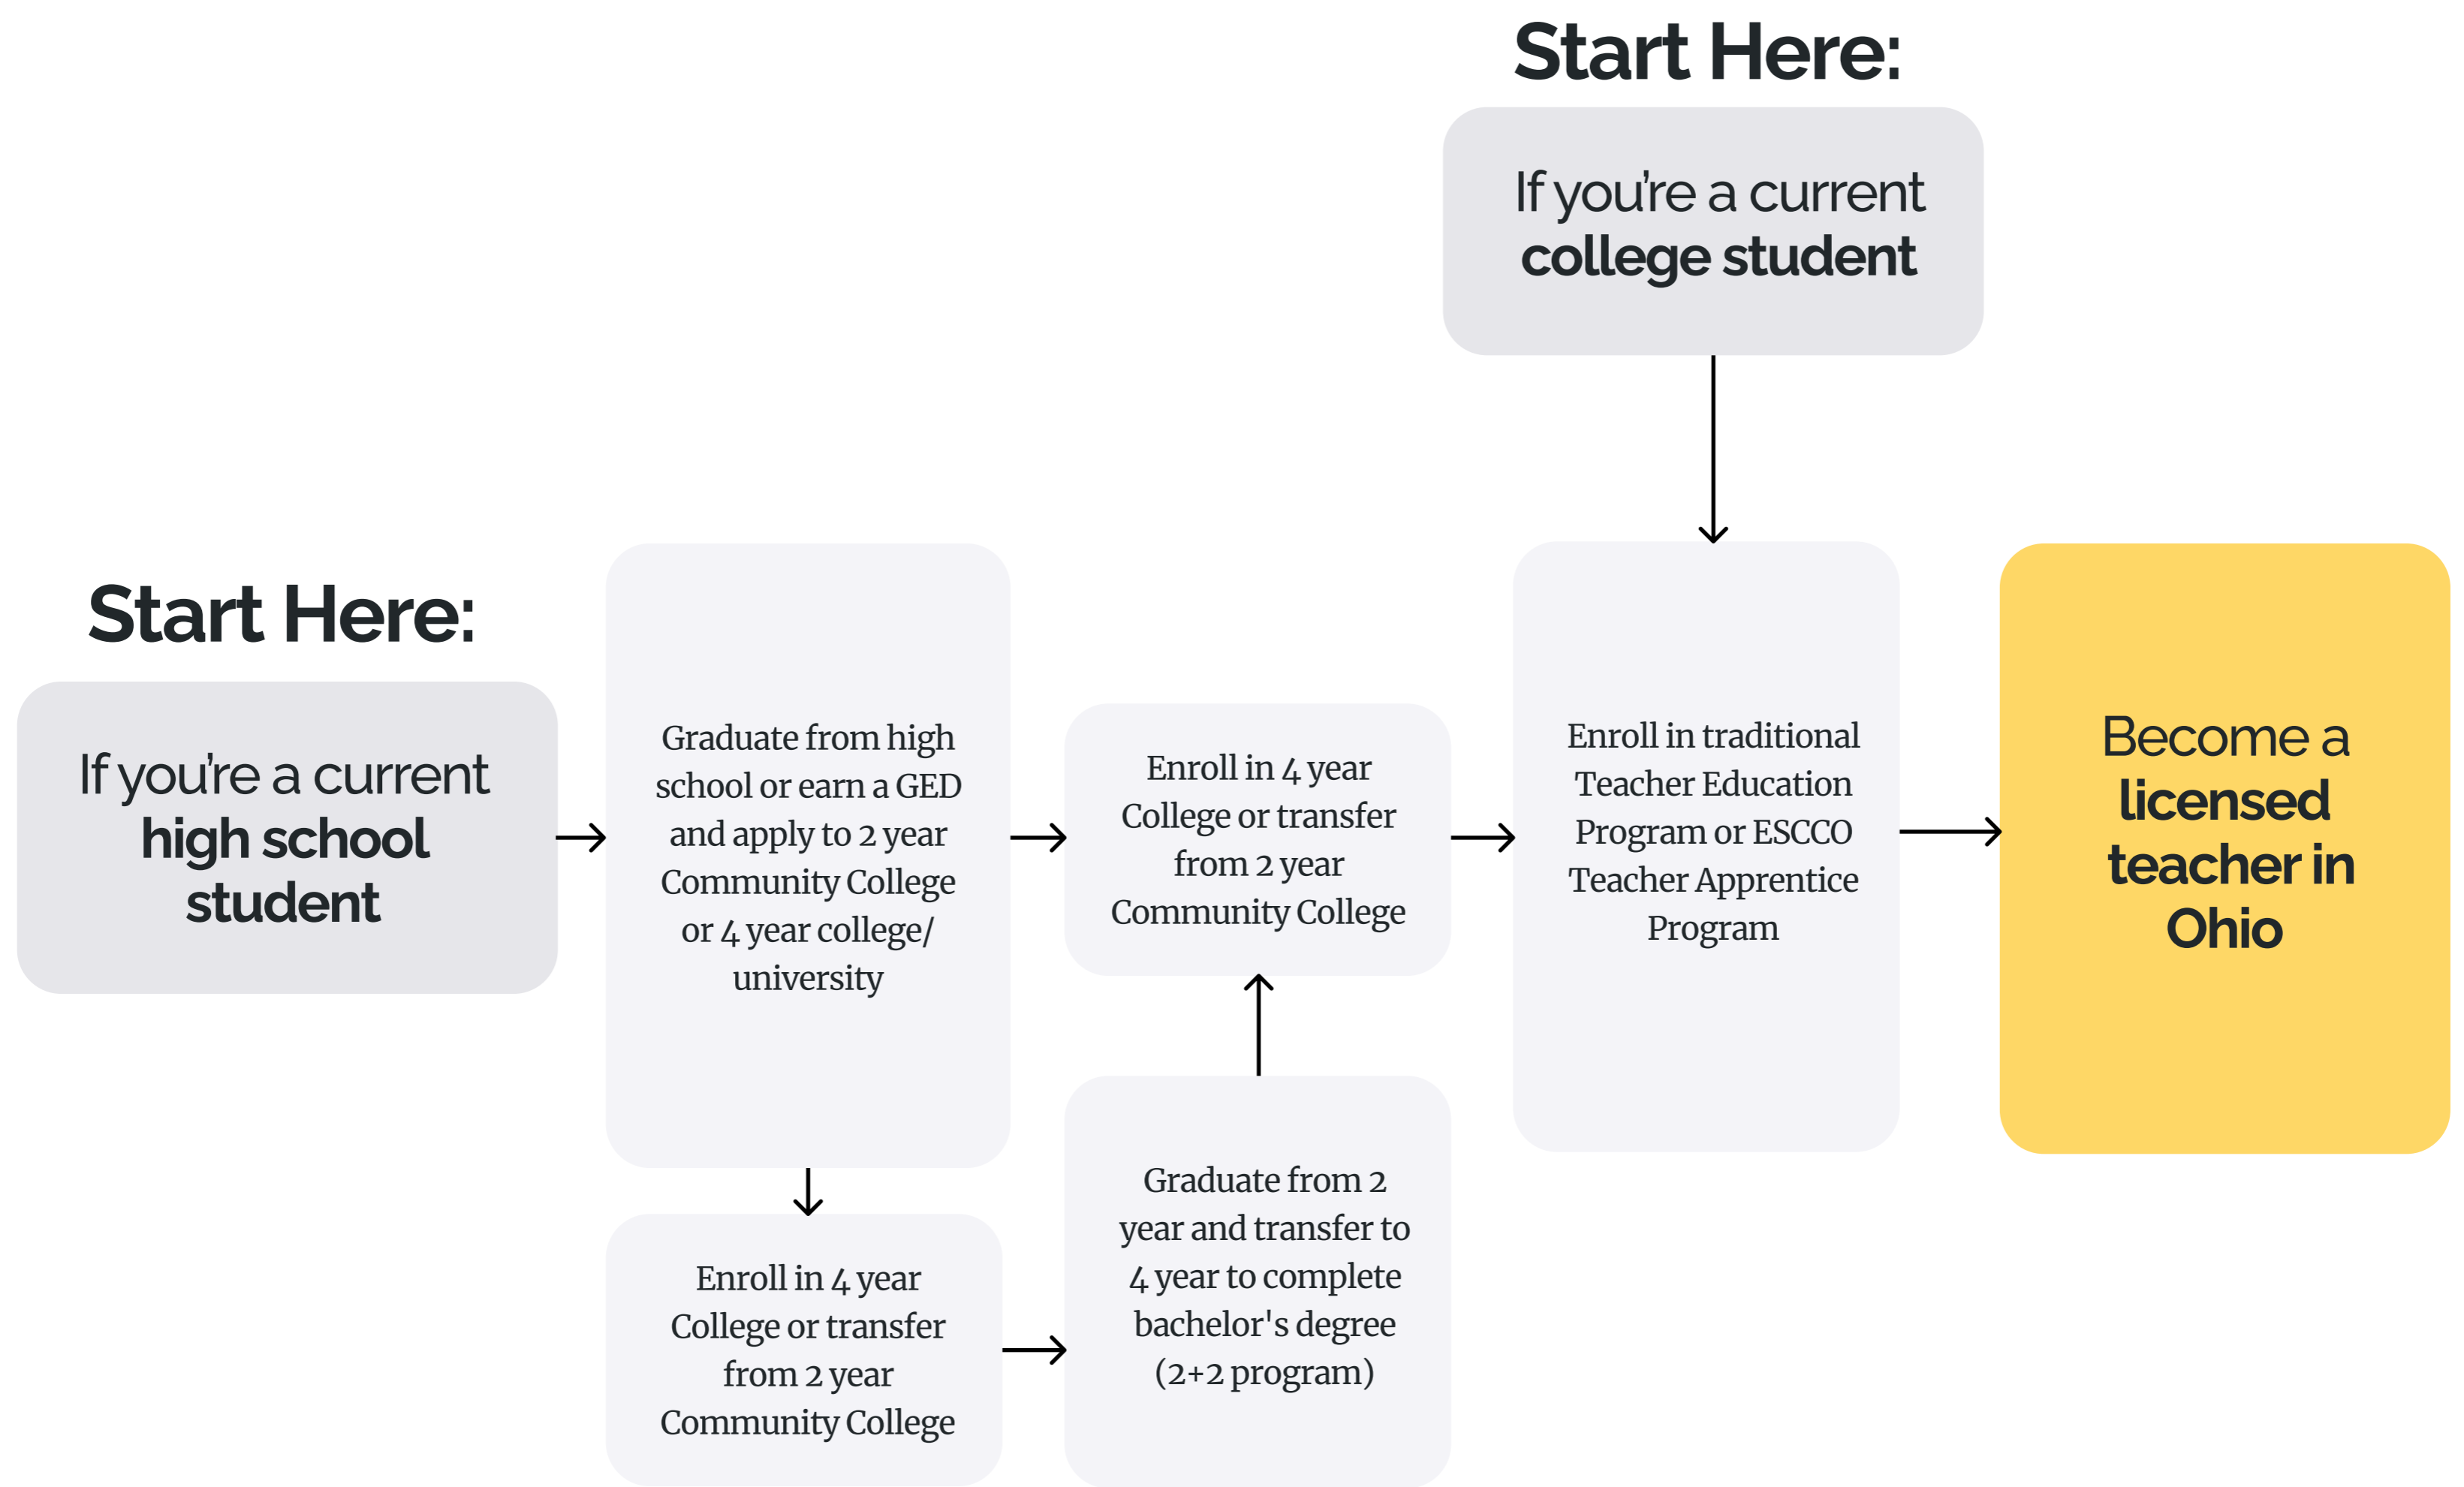 Start Here:
If you're a current
college student
Start Here:
If you're a current
high school
student
Graduate from high
school or earn a GED
and apply to 2 year
Community College
or 4 year college/
university
Enroll in 4 year
College or transfer
from 2 year
Community College
Enroll in traditional
Teacher Education
Program or ESCCO
Teacher Apprentice
Program
Become a
licensed
teacher in
Ohio
Enroll in 4 year
College or transfer
from 2 year
Community College
Graduate from 2
year and transfer to
4 year to complete
bachelor's degree
(2+2 program)